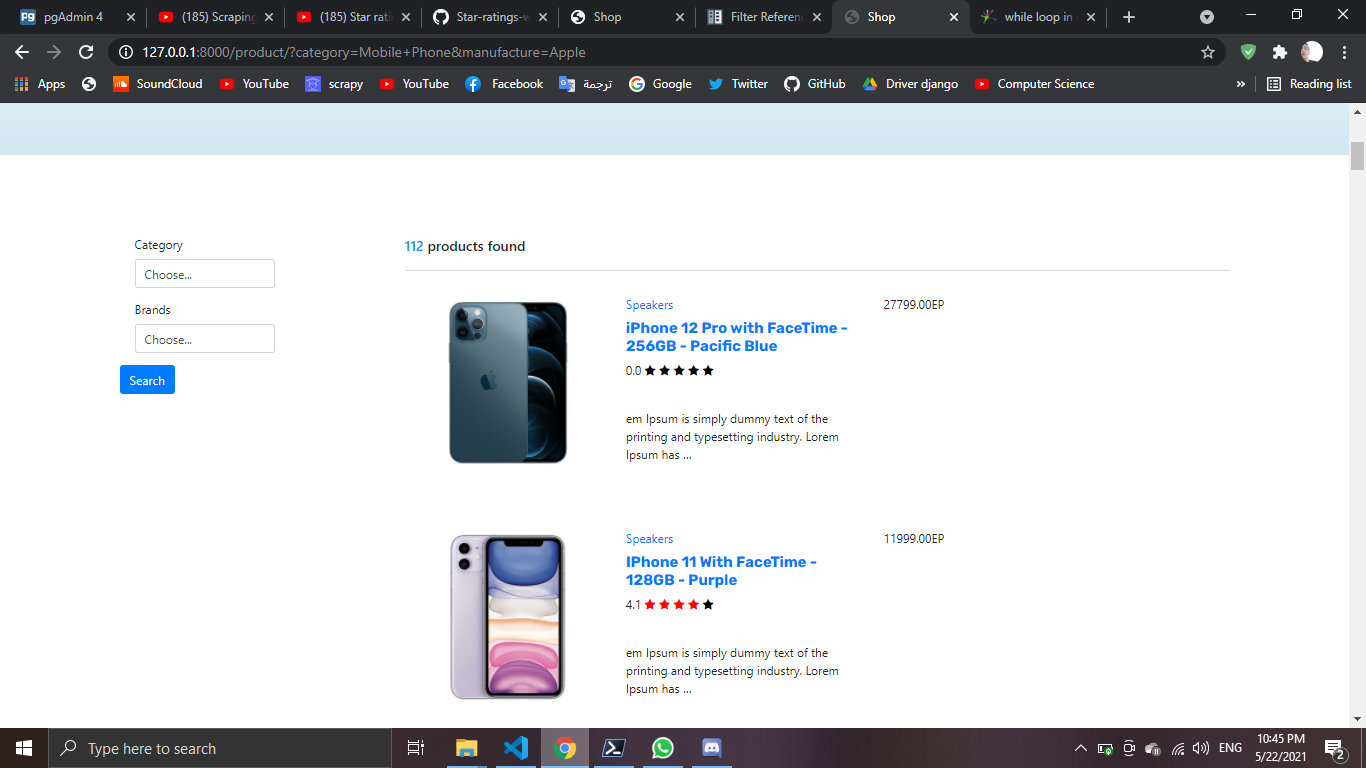 pgAdmin 4
(185) Scraping
(185) Star rati
Star-ratings-w
Shop
Filter Referen
Shop
while loop in
127.0.0.1:8000/product/?category=Mobile+Phone&manufacture=Apple
Apps
SoundCloud
YouTube
scrapy
YouTube
Facebook
ترجمة
Google
Twitter
GitHub
Driver django
Computer Science
»
Reading list
Category
Choose...
Brands
Choose...
Search
112 products found
Speakers
27799.00EP
iPhone 12 Pro with FaceTime -
256GB - Pacific Blue
0.0
em Ipsum is simply dummy text of the
printing and typesetting industry. Lorem
Ipsum has ...
Speakers
11999.00EP
IPhone 11 With FaceTime -
128GB - Purple
4.1
em Ipsum is simply dummy text of the
printing and typesetting industry. Lorem
Ipsum has ...
Type here to search
ENG
10:45 PM
5/22/2021
2